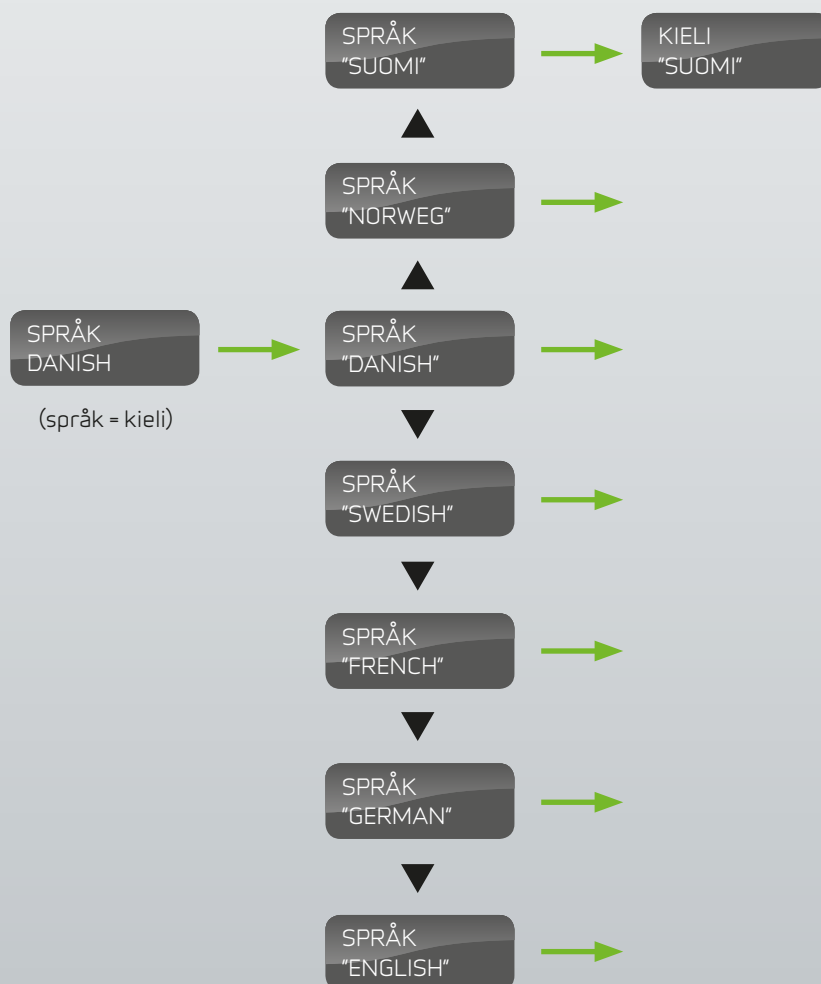 SPRÅK
"SUOMI"
KIELI
"SUOMI"
SPRÅK
"NORWEG"
SPRÅK
DANISH
(språk = kieli)
SPRÅK
"DANISH"
SPRÅK
"SWEDISH"
SPRÅK
"FRENCH"
SPRÅK
"GERMAN"
SPRÅK
"ENGLISH"